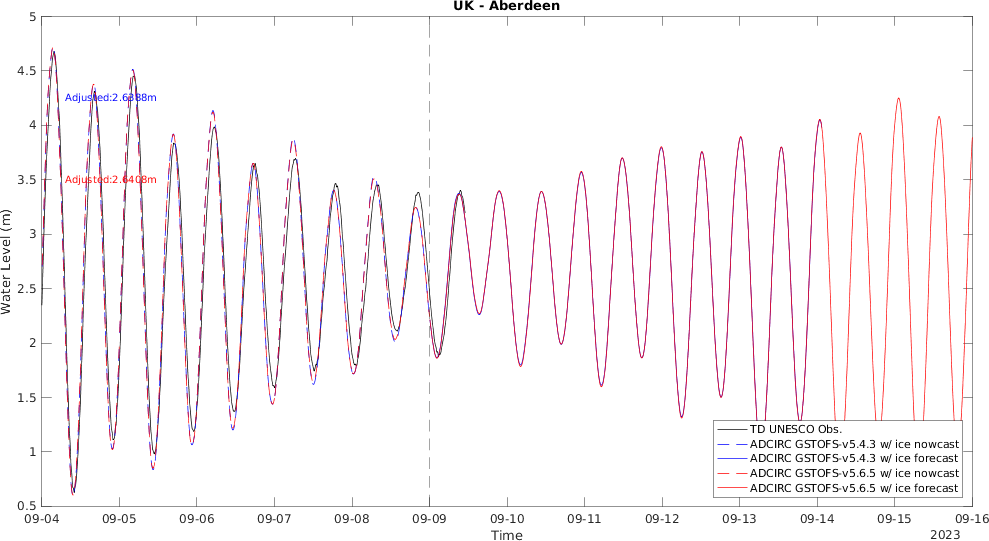 UK - Aberdeen
5
4.5
Adjusted:2.6388m
4
3.5
Adjusted:2.6408m
3
Water Level (m)
2.5
2
1.5
1
0.5
TD UNESCO Obs.
ADCIRC GSTOFS-v5.4.3 w/ ice nowcast
ADCIRC GSTOFS-v5.4.3 w/ ice forecast
ADCIRC GSTOFS-v5.6.5 w/ ice nowcast
ADCIRC GSTOFS-v5.6.5 w/ ice forecast
09-04 09-05 09-06 09-07 09-08 09-09 09-10 09-11 09-12 09-13 09-14 09-15 09-16
Time
2023